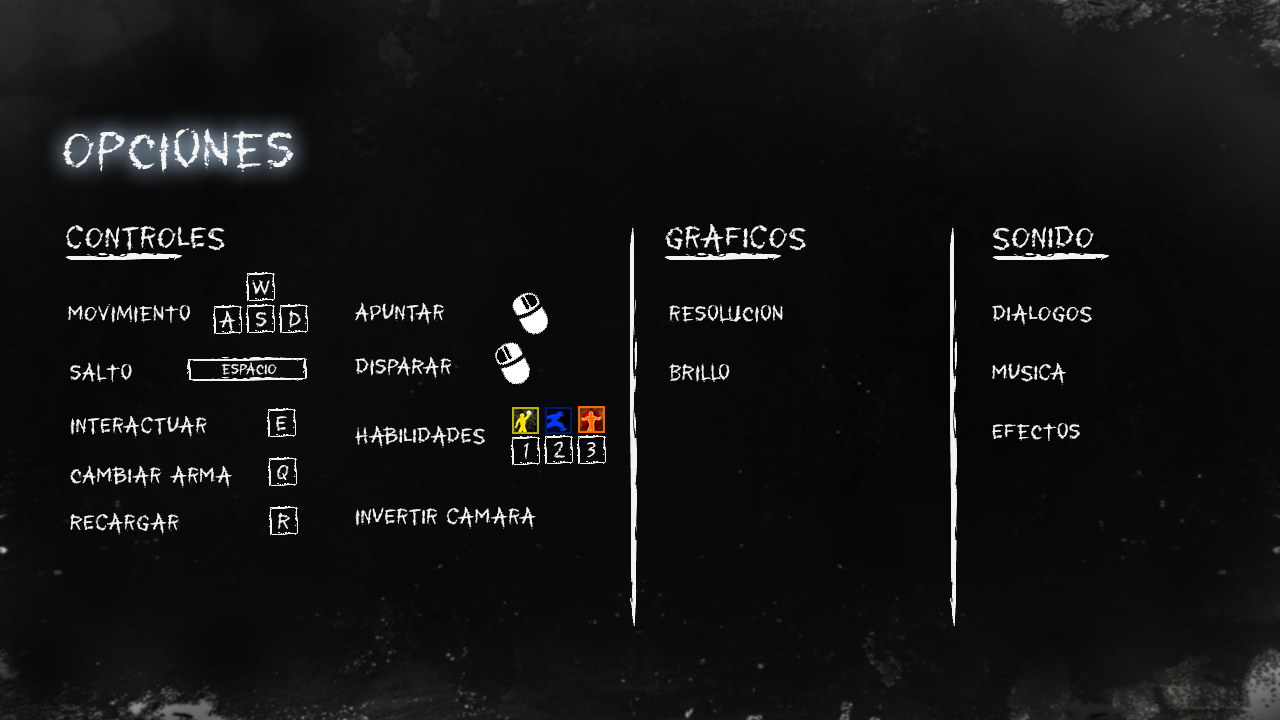 OPCIONES
CONTROLES
MOVIMIENTO W A S D
SALTO ESPACIO
INTERACTUAR E
CAMBIAR ARMA Q
RECARGAR R
APUNTAR
DISPARAR
HABILIDADES 1 2 3
INVERTIR CAMARA
GRAFICOS
RESOLUCION
BRILLO
SONIDO
DIALOGOS
MUSICA
EFECTOS